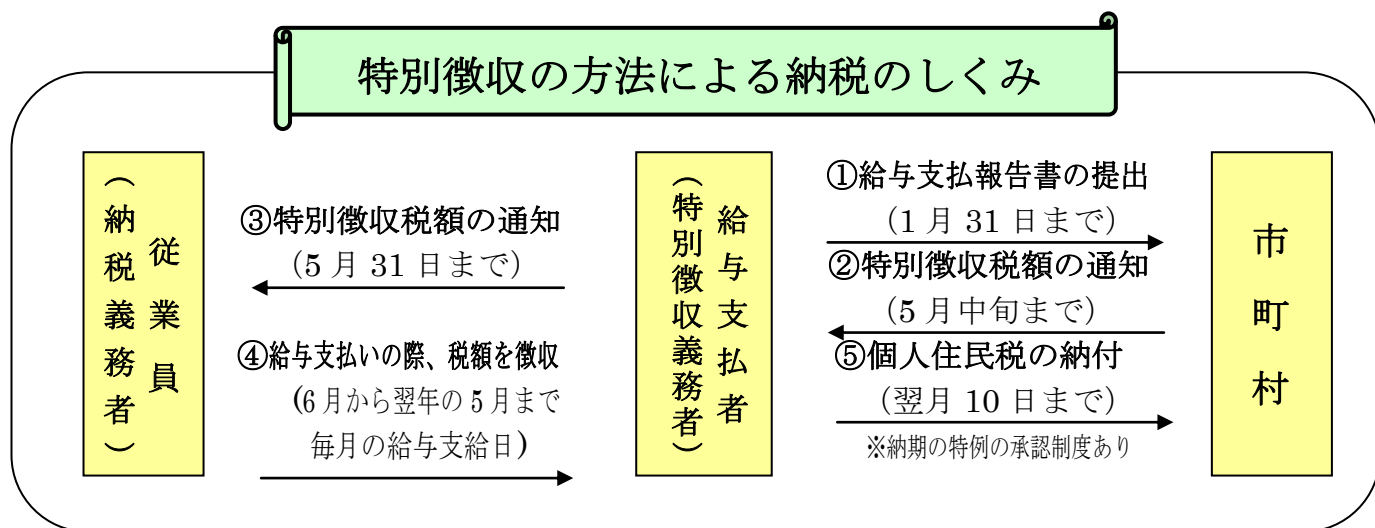 特別徴収の方法による納税のしくみ
従業員
（納税義務者）
③特別徴収税額の通知
（5月31日まで）
④給与支払いの際、税額を徴収
(6月から翌年の5月まで
毎月の給与支給日)
給与支払者
（特別徴収義務者）
①給与支払報告書の提出
（1月31日まで）
②特別徴収税額の通知
（5月中旬まで）
⑤個人住民税の納付
（翌月10日まで）
※納期の特例の承認制度あり
市町村